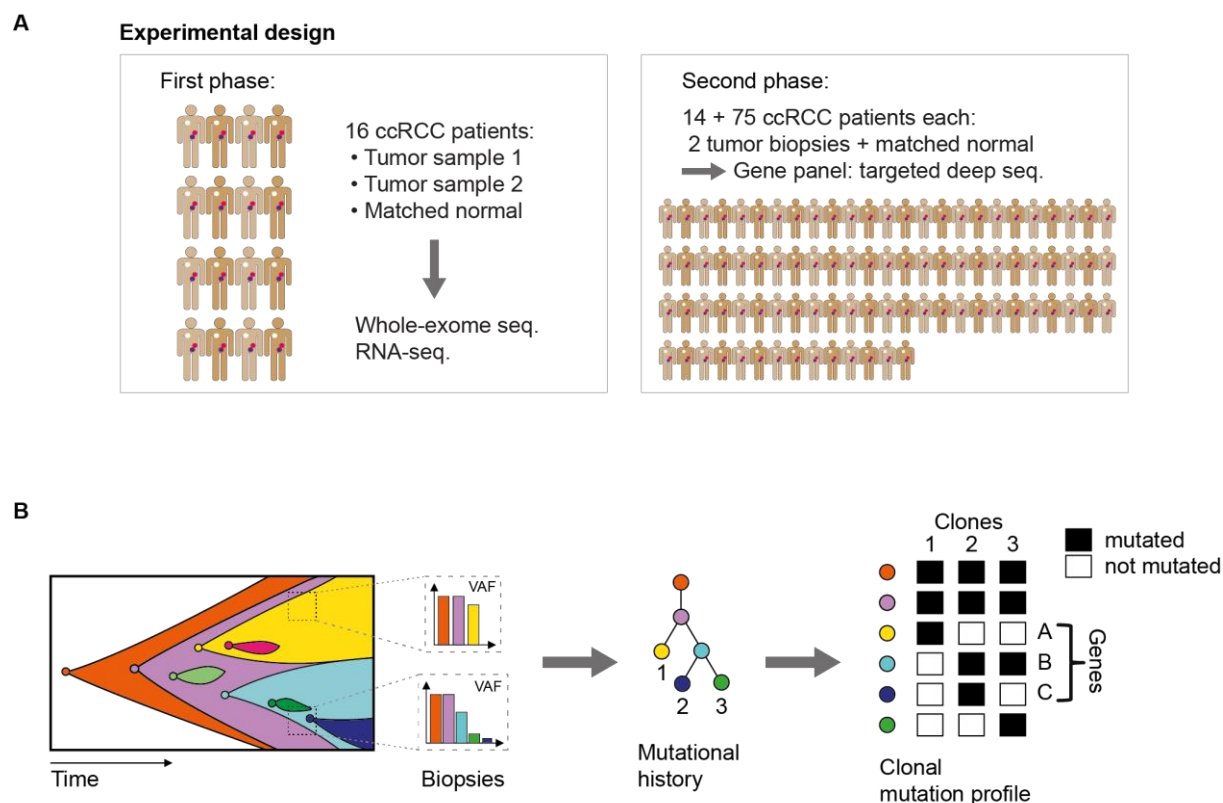 A
Experimental design
First phase:
16 ccRCC patients:
• Tumor sample 1
• Tumor sample 2
• Matched normal
Whole-exome seq.
RNA-seq.
Second phase:
14 + 75 ccRCC patients each:
2 tumor biopsies + matched normal
Gene panel: targeted deep seq.
B
Time
VAF
VAF
Biopsies
1
2
3
Mutational
history
Clones
1 2 3
mutated
not mutated
A
B
C
Genes
Clonal
mutation profile